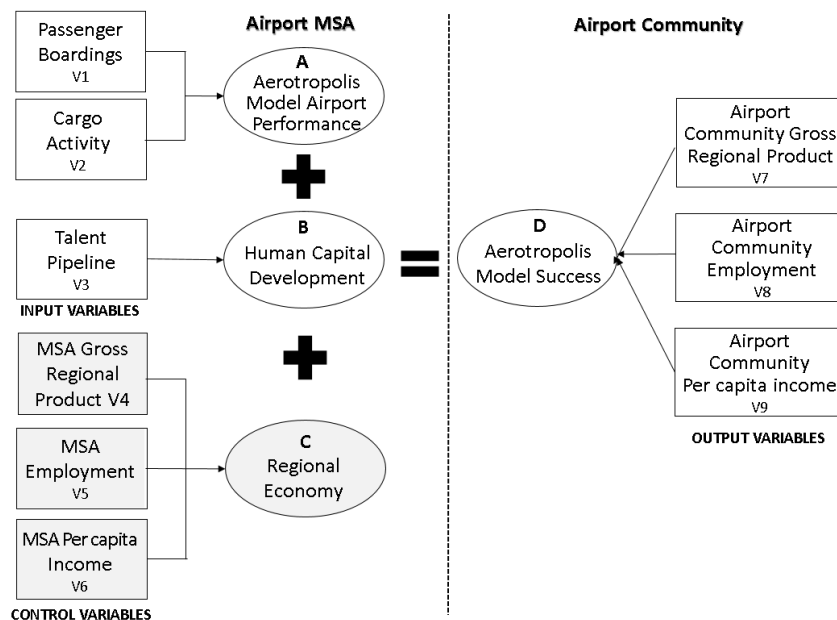 Airport MSA
Airport Community
Passenger
Boardings
V1
Cargo
Activity
V2
A
Aerotropolis
Model Airport
Performance
Talent
Pipeline
V3
INPUT VARIABLES
B
Human Capital
Development
MSA Gross
Regional
Product V4
MSA
Employment
V5
MSA Per capita
Income
V6
CONTROL VARIABLES
C
Regional
Economy
D
Aerotropolis
Model Success
Airport
Community Gross
Regional Product
V7
Airport
Community
Employment
V8
Airport
Community
Per capita income
V9
OUTPUT VARIABLES